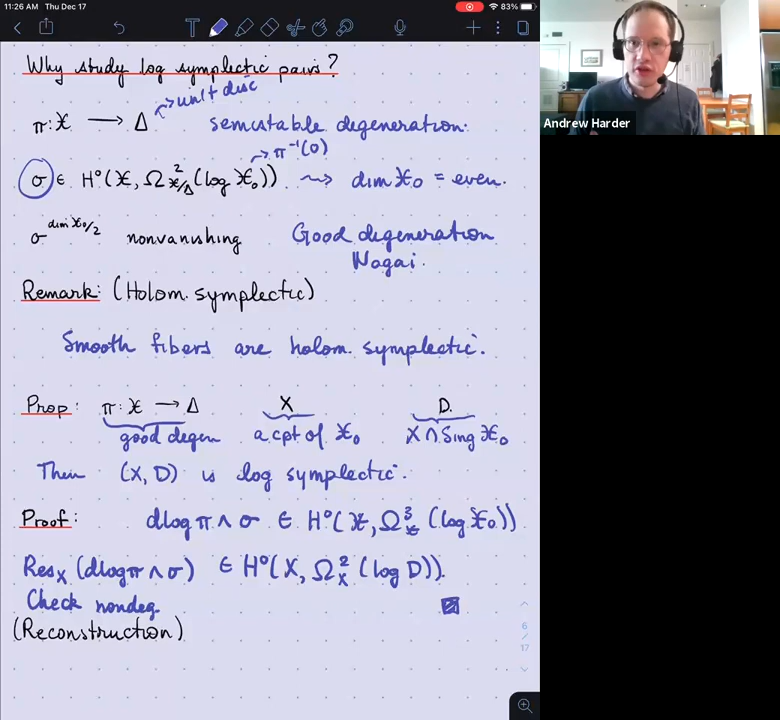 11:26 AM Thu Dec 17
83%
Why study log symplectic pairs?
unit disc
π: 𝒳 → Δ semistable degeneration.
π⁻¹(0)
σ ∈ H⁰(𝒳, Ω²_{𝒳/Δ}(log 𝒳₀)) ⇝ dim 𝒳₀ = even.
σ^{dim 𝒳₀/2} nonvanishing Good degeneration
Nagai.
Remark: (Holom. symplectic)
Smooth fibers are holom. symplectic.
Prop: π: 𝒳 → Δ X D.
good degen a cpt of 𝒳₀ X ∩ Sing 𝒳₀
Then (X, D) is log symplectic.
Proof: dlog π ∧ σ ∈ H⁰(𝒳, Ω³_𝒳(log 𝒳₀))
Res_X (dlog π ∧ σ) ∈ H⁰(X, Ω²_X (log D)).
Check nondeg.
(Reconstruction)
6
/
17
Andrew Harder